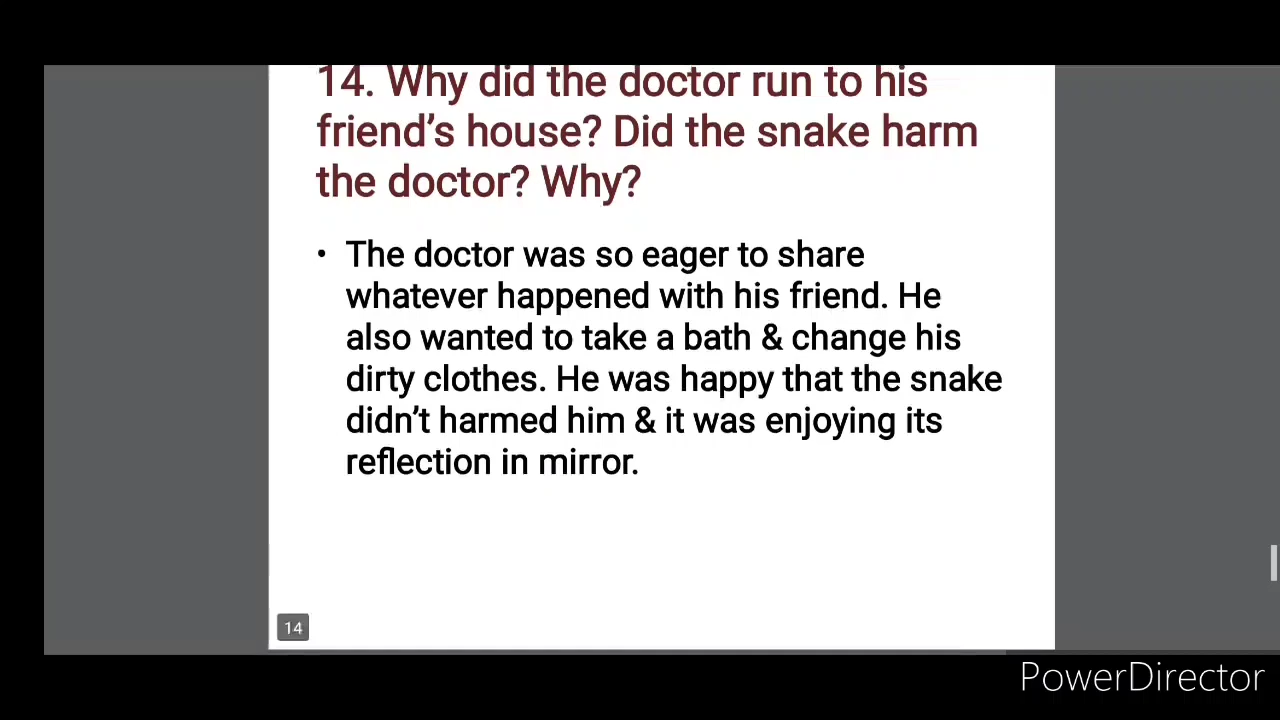 14. Why did the doctor run to his
friend's house? Did the snake harm
the doctor? Why?
• The doctor was so eager to share
whatever happened with his friend. He
also wanted to take a bath & change his
dirty clothes. He was happy that the snake
didn't harmed him & it was enjoying its
reflection in mirror.
14
PowerDirector